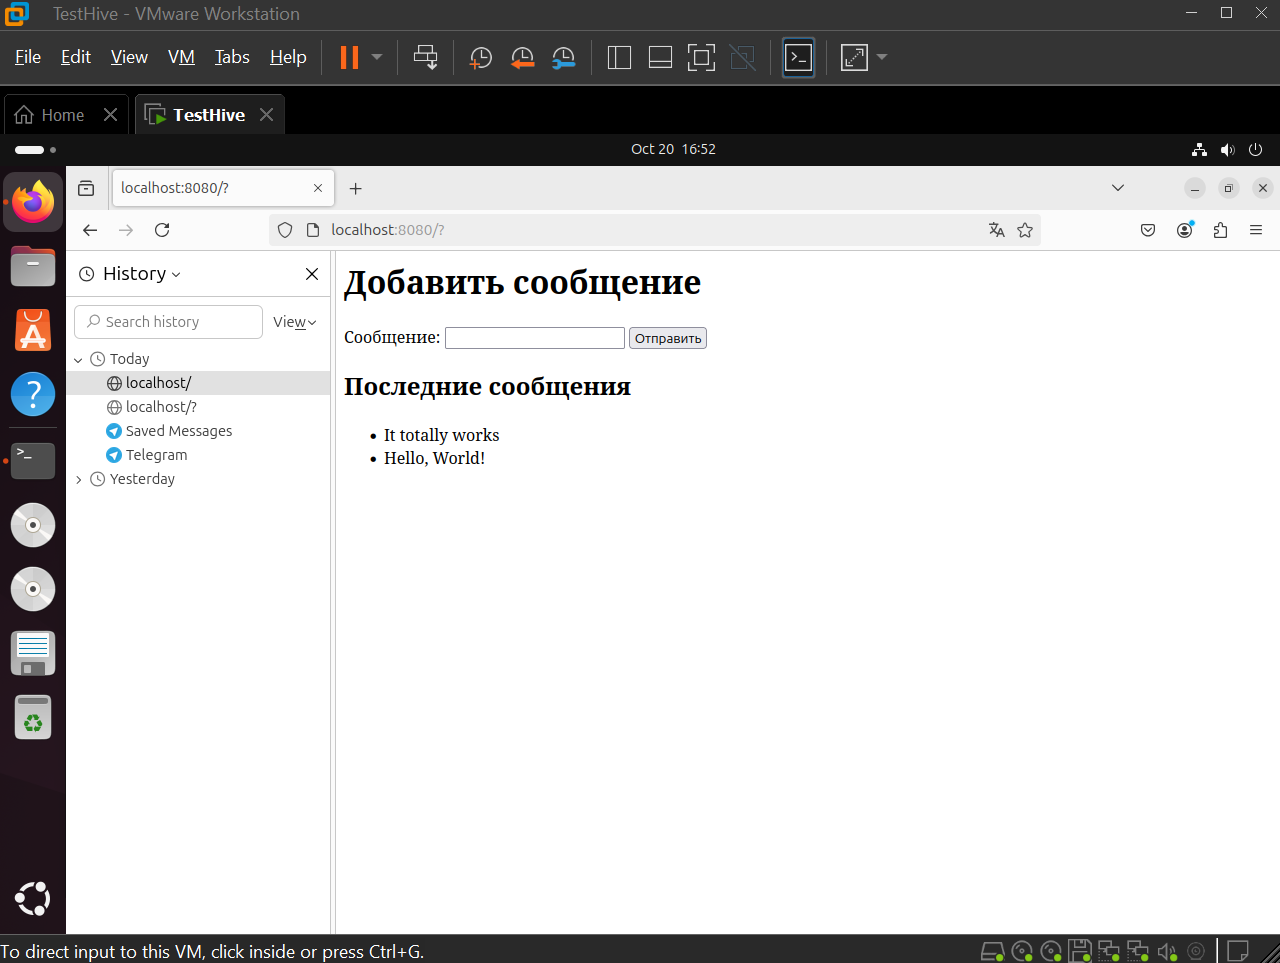 TestHive - VMware Workstation
File Edit View VM Tabs Help
Home TestHive
Oct 20 16:52
localhost:8080/?
localhost:8080/?
History
Search history View
Today
localhost/
localhost/?
Saved Messages
Telegram
Yesterday
Добавить сообщение
Сообщение: Отправить
Последние сообщения
It totally works
Hello, World!
To direct input to this VM, click inside or press Ctrl+G.